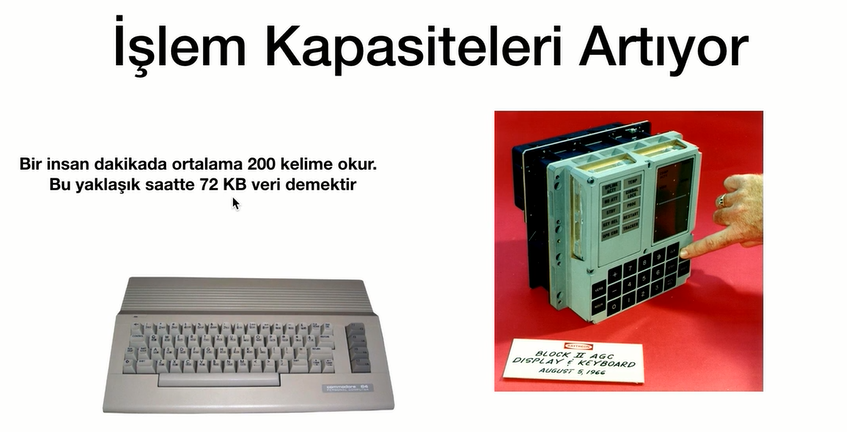 İşlem Kapasiteleri Artıyor
Bir insan dakikada ortalama 200 kelime okur.
Bu yaklaşık saatte 72 KB veri demektir
BLOCK II AGC
DISPLAY & KEYBOARD
AUGUST 5, 1966